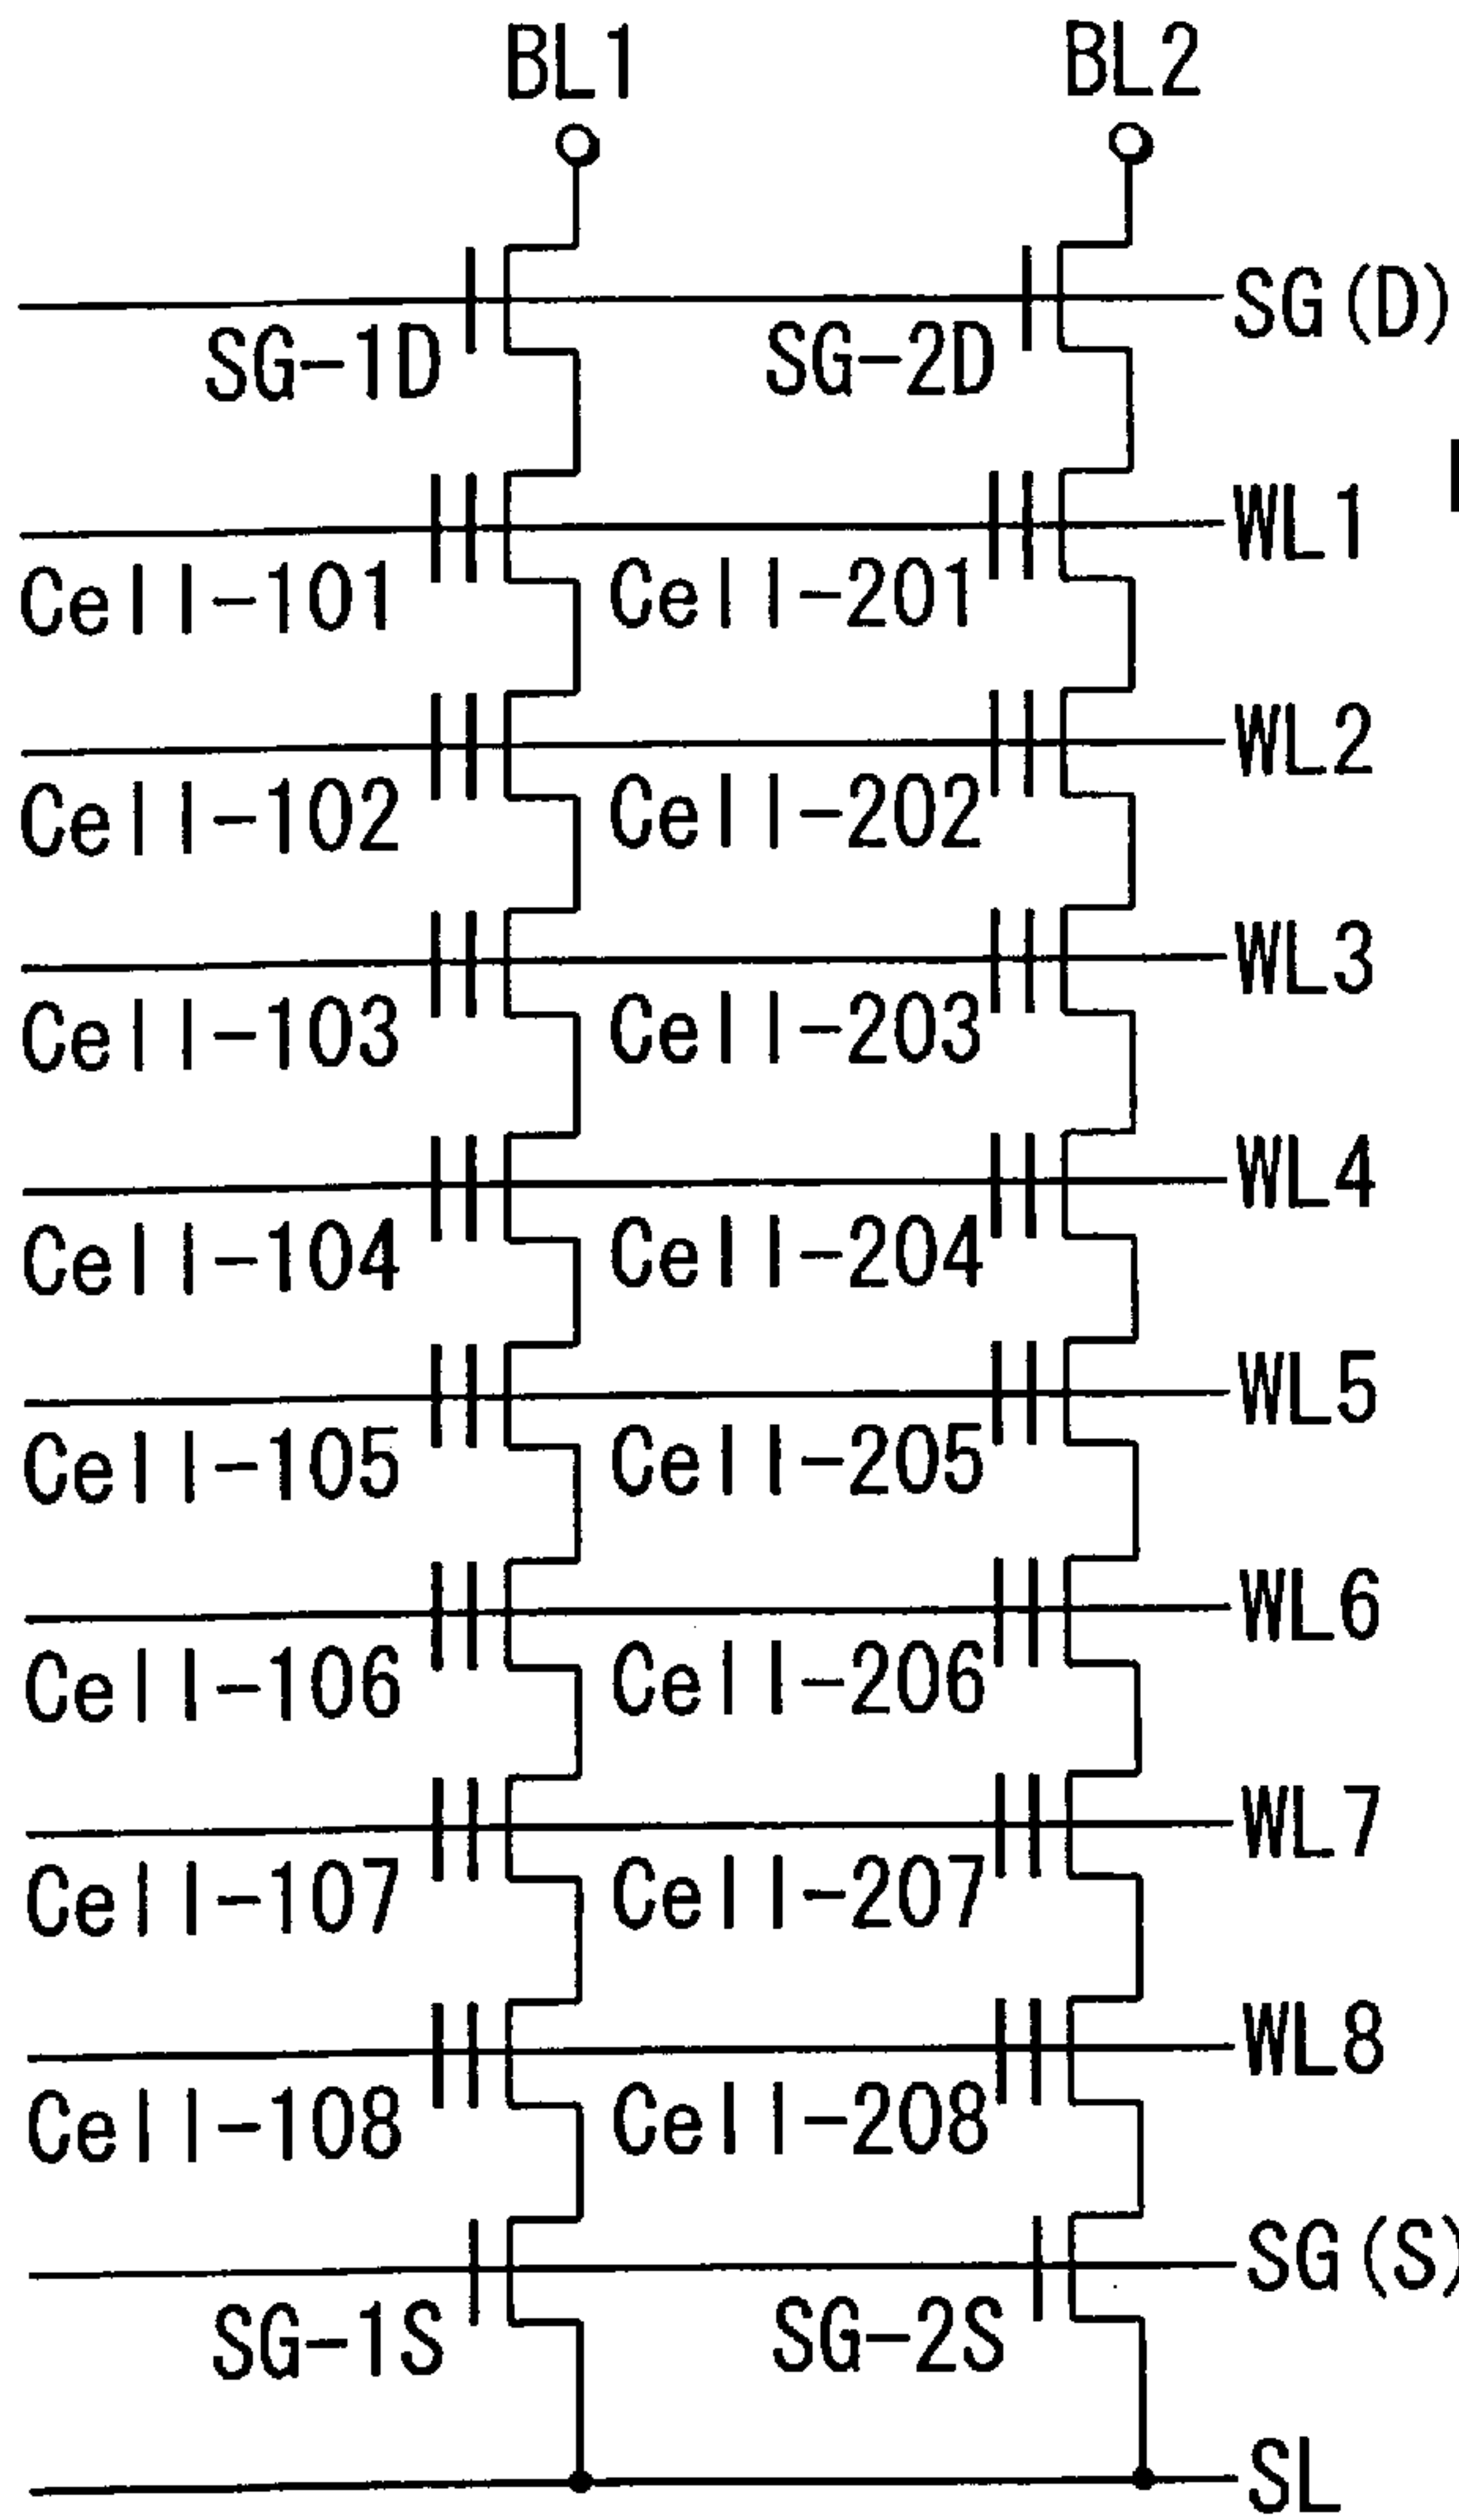 BL1 BL2
SG(D)
SG-1D SG-2D
WL1
Cell-101 Cell-201
WL2
Cell-102 Cell-202
WL3
Cell-103 Cell-203
WL4
Cell-104 Cell-204
WL5
Cell-105 Cell-205
WL6
Cell-106 Cell-206
WL7
Cell-107 Cell-207
WL8
Cell-108 Cell-208
SG(S)
SG-1S SG-2S
SL